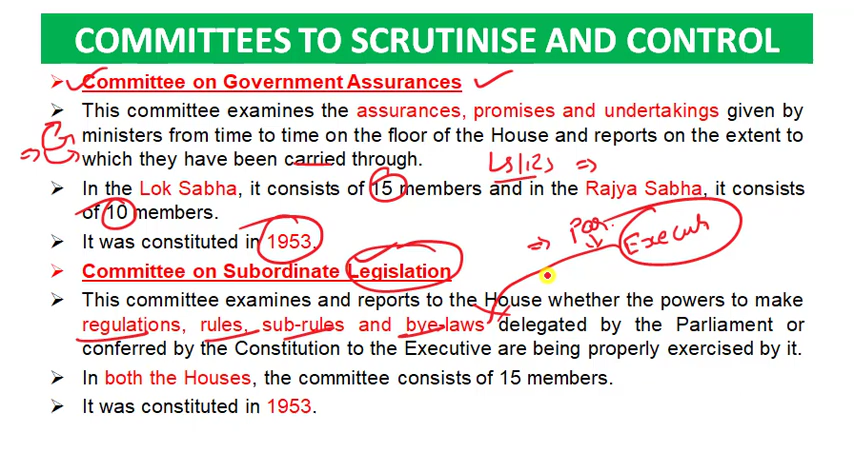 COMMITTEES TO SCRUTINISE AND CONTROL
Committee on Government Assurances
This committee examines the assurances, promises and undertakings given by
ministers from time to time on the floor of the House and reports on the extent to
which they have been carried through.
LS/RS
In the Lok Sabha, it consists of 15 members and in the Rajya Sabha, it consists
of 10 members.
It was constituted in 1953.
Committee on Subordinate Legislation
This committee examines and reports to the House whether the powers to make
regulations, rules, sub-rules and bye-laws delegated by the Parliament or
conferred by the Constitution to the Executive are being properly exercised by it.
In both the Houses, the committee consists of 15 members.
It was constituted in 1953.